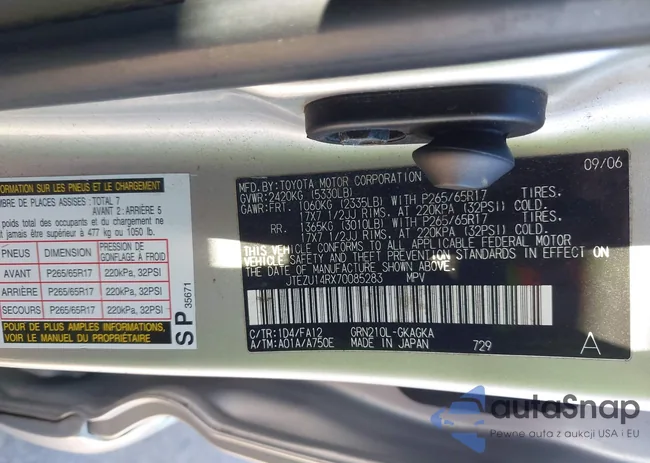 ORMATION SUR LES PNEUS ET LE CHARGEMENT
MBRE DE PLACES ASSISES : TOTAL 7
AVANT 2 : ARRIÈRE 5
poids total des occupants et du chargement
doit jamais être supérieur à 477 kg ou 1050 lb.
PNEUS DIMENSION PRESSION DE GONFLAGE À FROID
AVANT P265/65R17 220kPa, 32PSI
ARRIÈRE P265/65R17 220kPa, 32PSI
SECOURS P265/65R17 220kPa, 32PSI
POUR PLUS D'INFORMATIONS,
VOIR LE MANUEL DU PROPRIÉTAIRE
SP 35671
09/06
MFD. BY: TOYOTA MOTOR CORPORATION
GVWR: 2420KG (5330LB)
GAWR:FRT. 1060KG (2335LB) WITH P265/65R17 TIRES.
17X7 1/2JJ RIMS. AT 220KPA (32PSI) COLD.
RR. 1365KG (3010LB) WITH P265/65R17 TIRES.
17X7 1/2JJ RIMS. AT 220KPA (32PSI) COLD.
THIS VEHICLE CONFORMS TO ALL APPLICABLE FEDERAL MOTOR
VEHICLE SAFETY AND THEFT PREVENTION STANDARDS IN EFFECT ON
THE DATE OF MANUFACTURE SHOWN ABOVE.
JTEZU14RX70085283 MPV
C/TR: 1D4/FA12 GRN210L-GKAGKA
A/TM: A01A/A750E MADE IN JAPAN 729 A
autoSnap
Pewne auta z aukcji USA i EU